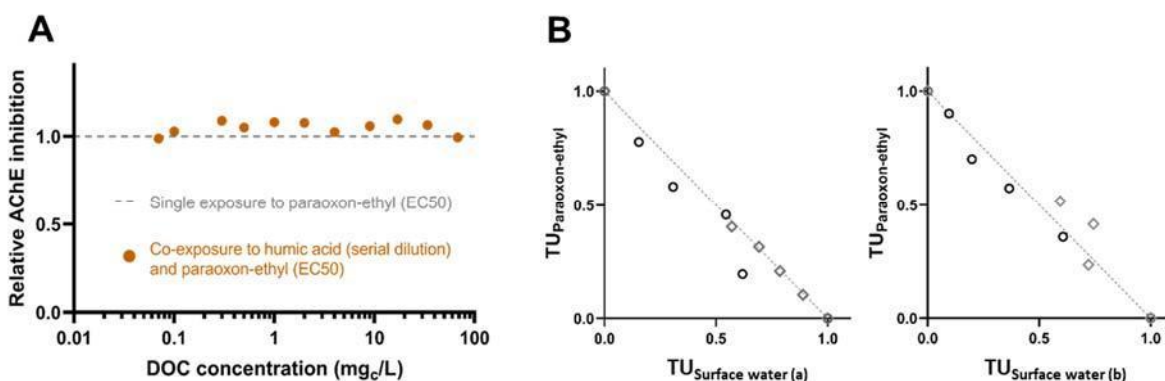 A
Relative AChE inhibition
1.0
0.5
0.0
Single exposure to paraoxon-ethyl (EC50)
Co-exposure to humic acid (serial dilution)
and paraoxon-ethyl (EC50)
0.01 0.1 1 10 100
DOC concentration (mgc/L)
B
TUParaoxon-ethyl
1.0
0.5
0.0
0.0 0.5 1.0
TUSurface water (a)
TUParaoxon-ethyl
1.0
0.5
0.0
0.0 0.5 1.0
TUSurface water (b)